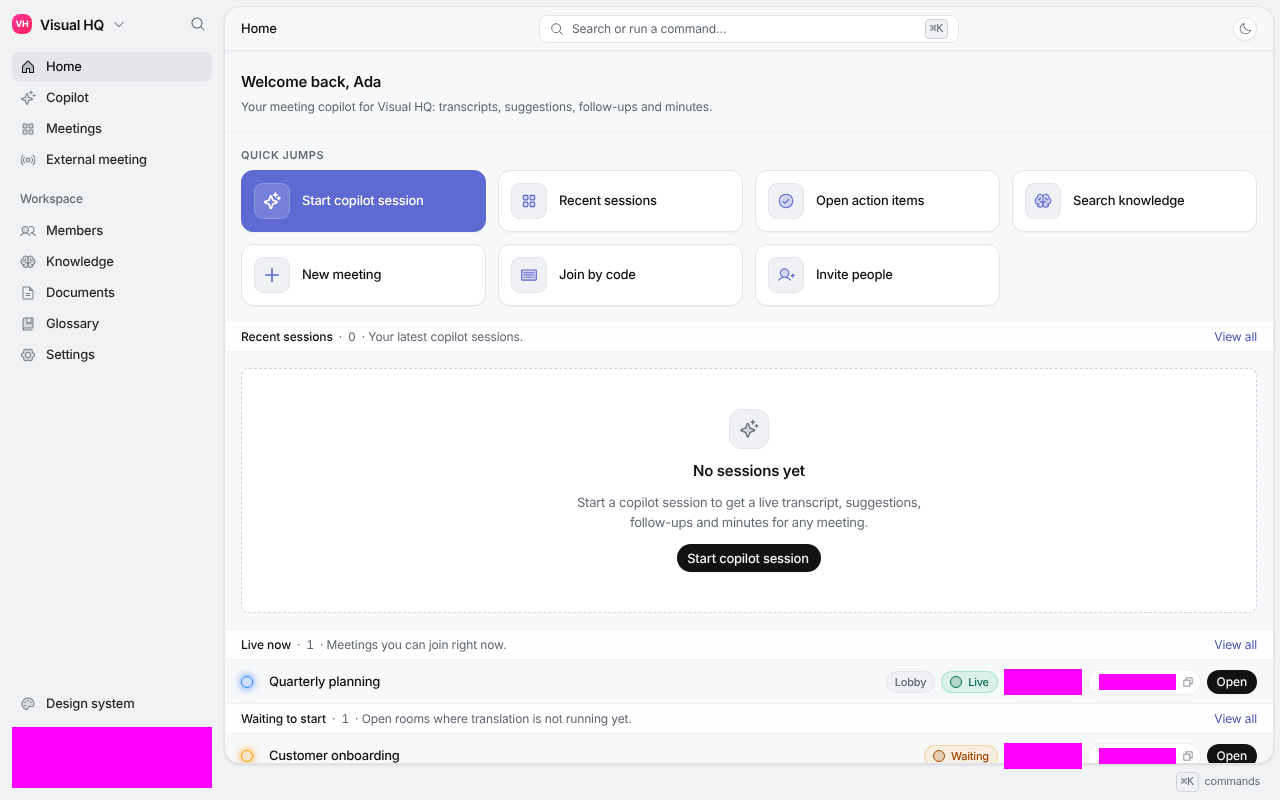 VH Visual HQ
Home
Copilot
Meetings
External meeting
Workspace
Members
Knowledge
Documents
Glossary
Settings
Design system
Home
Search or run a command... ⌘K
Welcome back, Ada
Your meeting copilot for Visual HQ: transcripts, suggestions, follow-ups and minutes.
QUICK JUMPS
Start copilot session
Recent sessions
Open action items
Search knowledge
New meeting
Join by code
Invite people
Recent sessions · 0 · Your latest copilot sessions. View all
No sessions yet
Start a copilot session to get a live transcript, suggestions,
follow-ups and minutes for any meeting.
Start copilot session
Live now · 1 · Meetings you can join right now. View all
Quarterly planning Lobby Live Open
Waiting to start · 1 · Open rooms where translation is not running yet. View all
Customer onboarding Waiting Open
⌘K commands